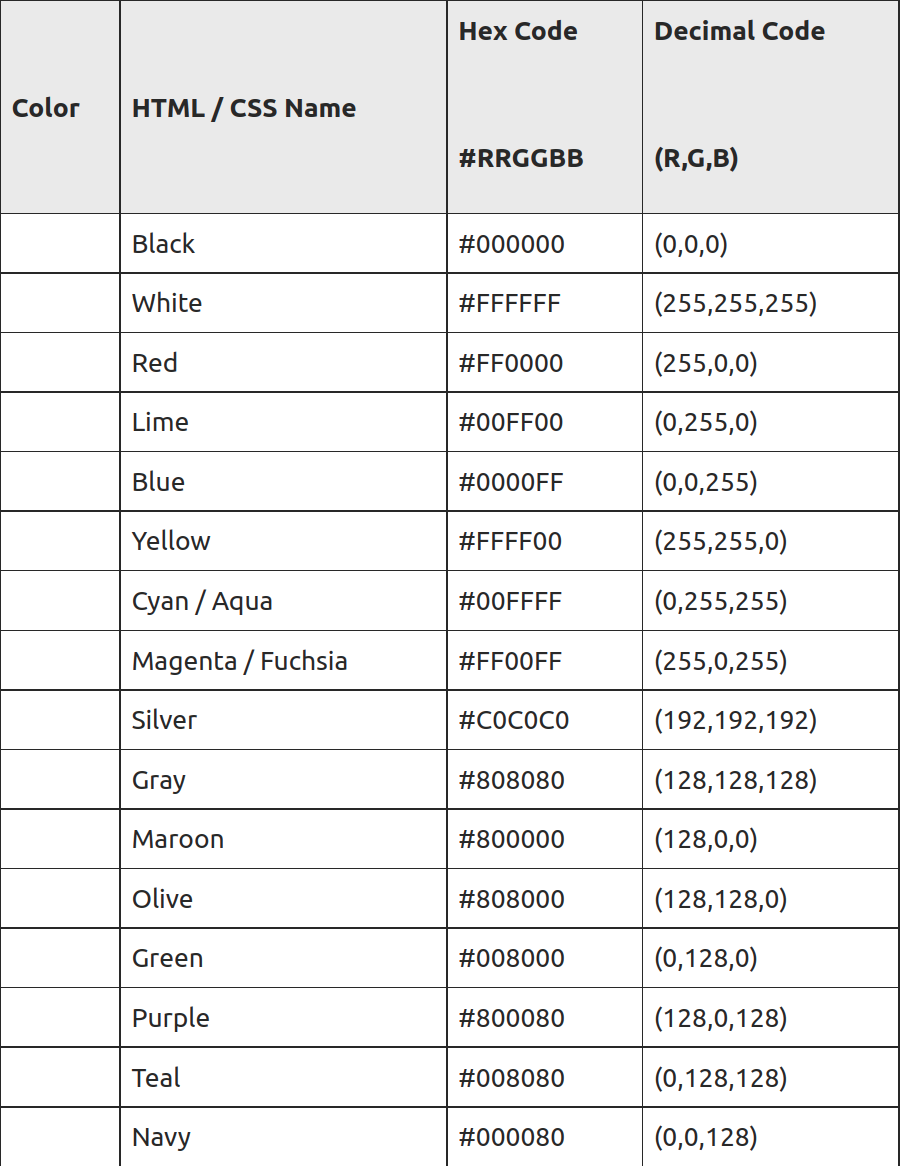 Color HTML / CSS Name Hex Code #RRGGBB Decimal Code (R,G,B)
Black #000000 (0,0,0)
White #FFFFFF (255,255,255)
Red #FF0000 (255,0,0)
Lime #00FF00 (0,255,0)
Blue #0000FF (0,0,255)
Yellow #FFFF00 (255,255,0)
Cyan / Aqua #00FFFF (0,255,255)
Magenta / Fuchsia #FF00FF (255,0,255)
Silver #C0C0C0 (192,192,192)
Gray #808080 (128,128,128)
Maroon #800000 (128,0,0)
Olive #808000 (128,128,0)
Green #008000 (0,128,0)
Purple #800080 (128,0,128)
Teal #008080 (0,128,128)
Navy #000080 (0,0,128)